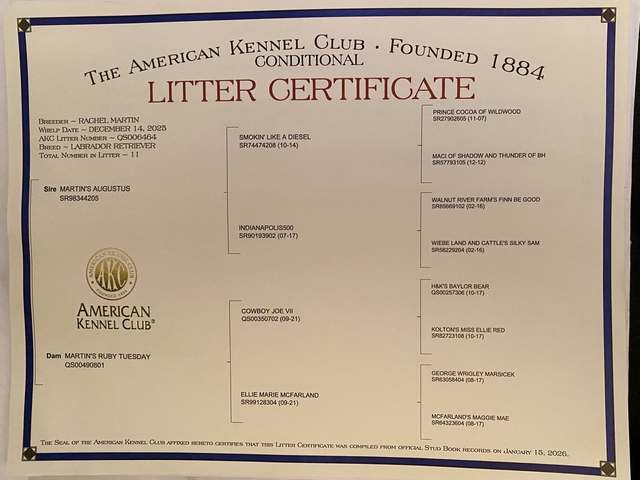 THE AMERICAN KENNEL CLUB · FOUNDED 1884
CONDITIONAL
LITTER CERTIFICATE
BREEDER ~ RACHEL MARTIN
WHELP DATE ~ DECEMBER 14, 2025
AKC LITTER NUMBER ~ QS006464
BREED ~ LABRADOR RETRIEVER
TOTAL NUMBER IN LITTER ~ 11
Sire MARTIN'S AUGUSTUS
SR98344205
SMOKIN' LIKE A DIESEL
SR74474208 (10-14)
INDIANAPOLIS500
SR90193902 (07-17)
PRINCE COCOA OF WILDWOOD
SR27902605 (11-07)
MACI OF SHADOW AND THUNDER OF BH
SR57793105 (12-12)
WALNUT RIVER FARM'S FINN BE GOOD
SR85669102 (02-16)
WIEBE LAND AND CATTLE'S SILKY SAM
SR58229204 (02-16)
AMERICAN KENNEL CLUB
AKC
FOUNDED 1884
AMERICAN
KENNEL CLUB®
Dam MARTIN'S RUBY TUESDAY
QS00490801
COWBOY JOE VII
QS00350702 (09-21)
ELLIE MARIE MCFARLAND
SR99128304 (09-21)
H&K'S BAYLOR BEAR
QS00257306 (10-17)
KOLTON'S MISS ELLIE RED
SR82723108 (10-17)
GEORGE WRIGLEY MARSICEK
SR83058404 (08-17)
MCFARLAND'S MAGGIE MAE
SR84323604 (08-17)
THE SEAL OF THE AMERICAN KENNEL CLUB AFFIXED HERETO CERTIFIES THAT THIS LITTER CERTIFICATE WAS COMPILED FROM OFFICIAL STUD BOOK RECORDS ON JANUARY 15, 2026.